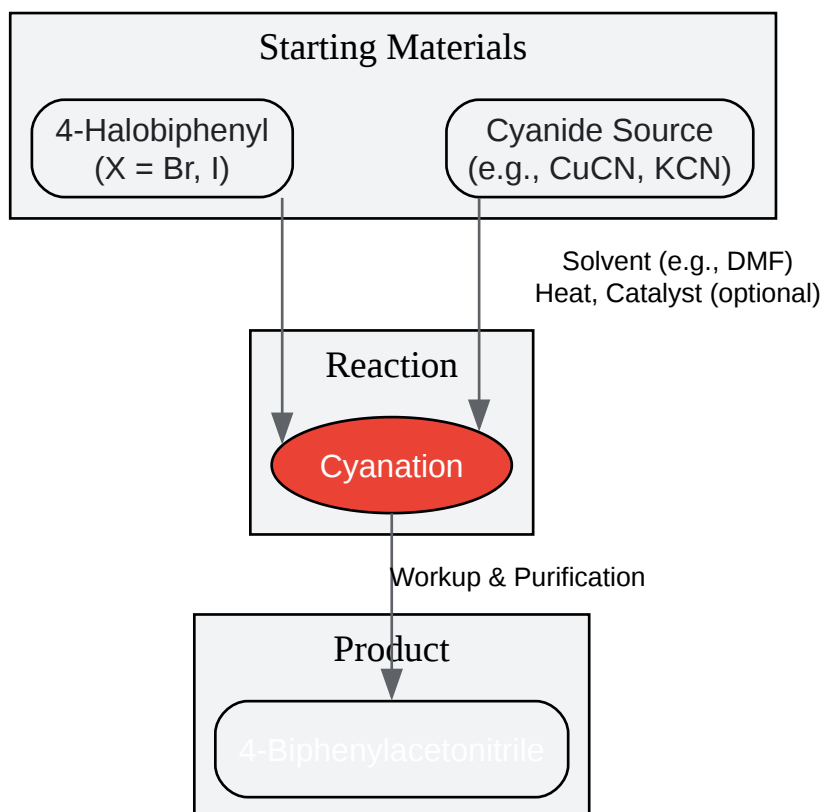 Starting Materials
4-Halobiphenyl
(X = Br, I)
Cyanide Source
(e.g., CuCN, KCN)
Solvent (e.g., DMF)
Heat, Catalyst (optional)
Reaction
Cyanation
Workup & Purification
Product
4-Biphenylacetonitrile